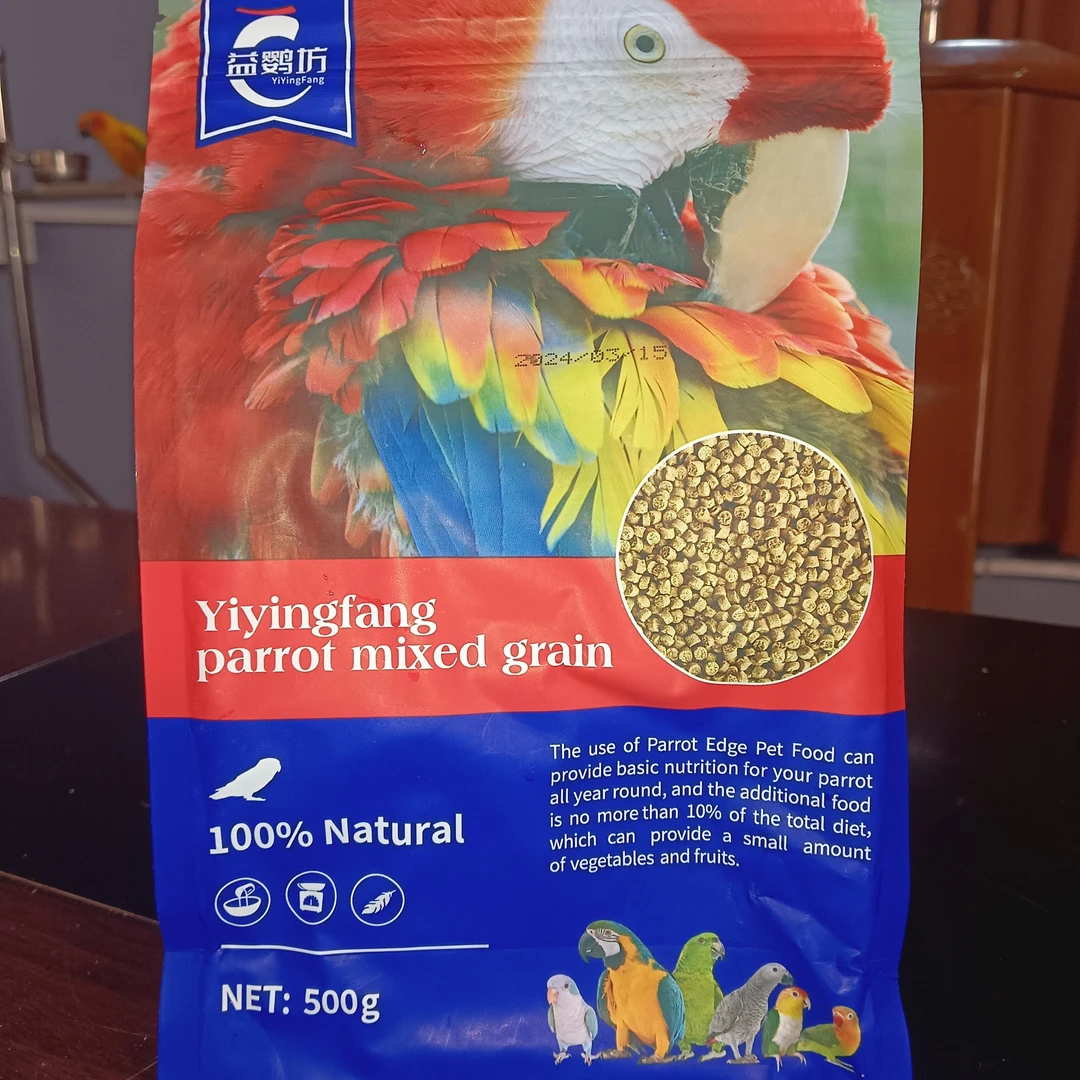 益鹦坊
YiYingFang
2024/03/15
Yiyingfang
parrot mixed grain
The use of Parrot Edge Pet Food can
provide basic nutrition for your parrot
all year round, and the additional food
is no more than 10% of the total diet,
which can provide a small amount
of vegetables and fruits.
100% Natural
NET: 500g